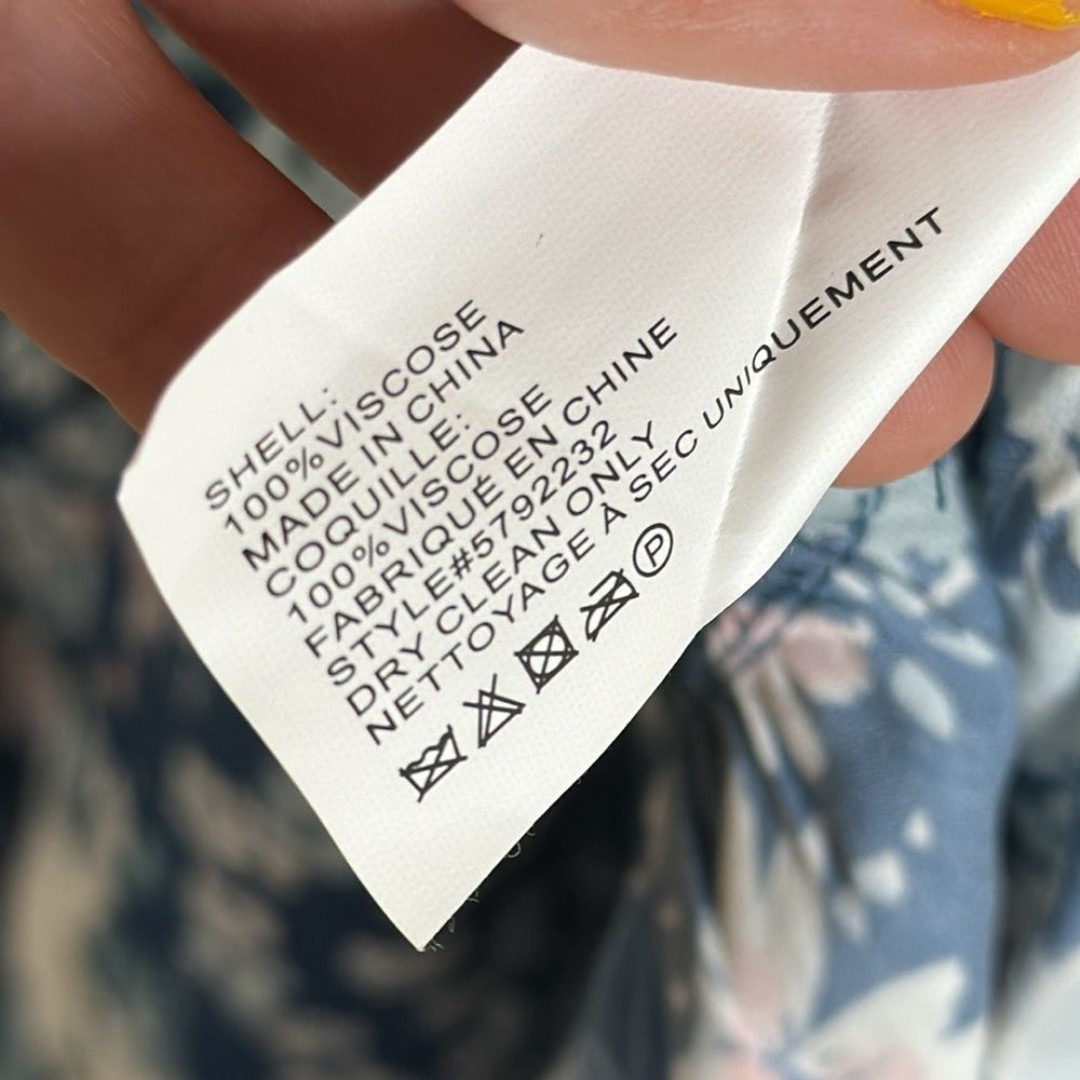 SHELL:
100%VISCOSE
MADE IN CHINA
COQUILLE:
100%VISCOSE
FABRIQUÉ EN CHINE
STYLE#5792232
DRY CLEAN ONLY
NETTOYAGE À SEC UNIQUEMENT
P